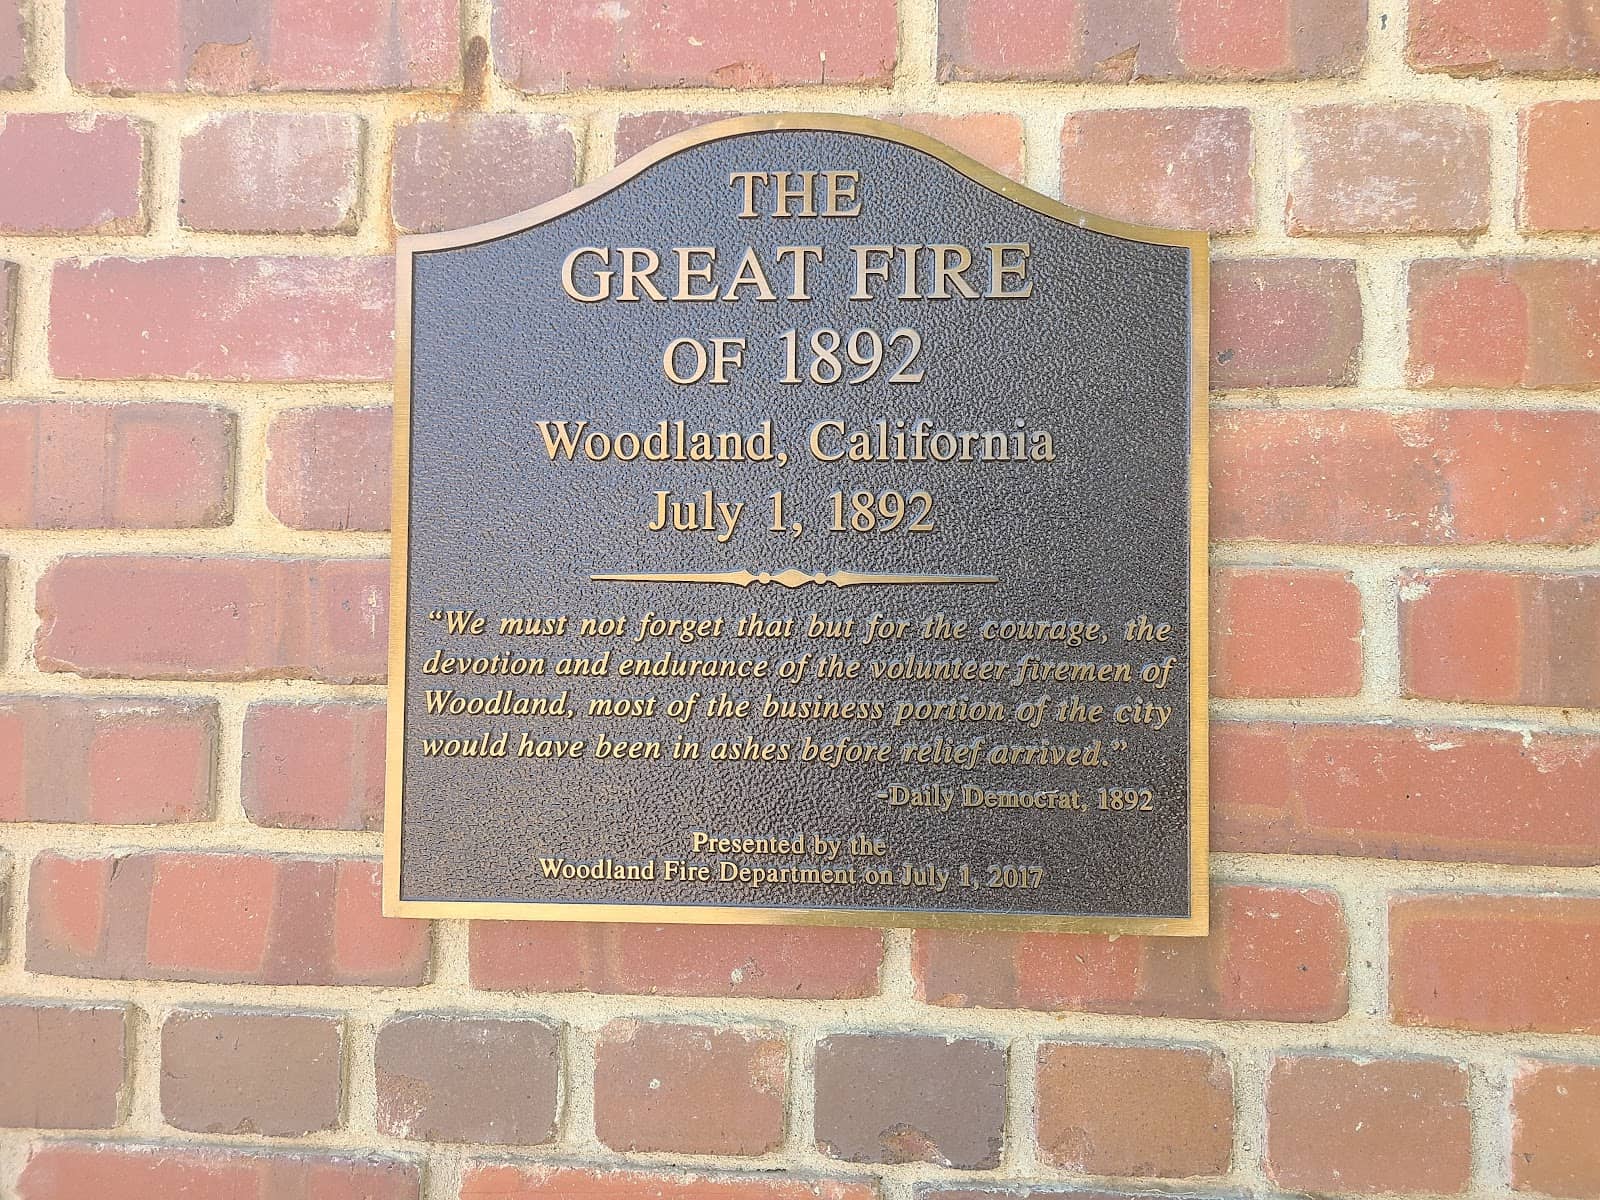 THE
GREAT FIRE
OF 1892
Woodland, California
July 1, 1892
“We must not forget that but for the courage, the
devotion and endurance of the volunteer firemen of
Woodland, most of the business portion of the city
would have been in ashes before relief arrived.”
-Daily Democrat, 1892
Presented by the
Woodland Fire Department on July 1, 2017